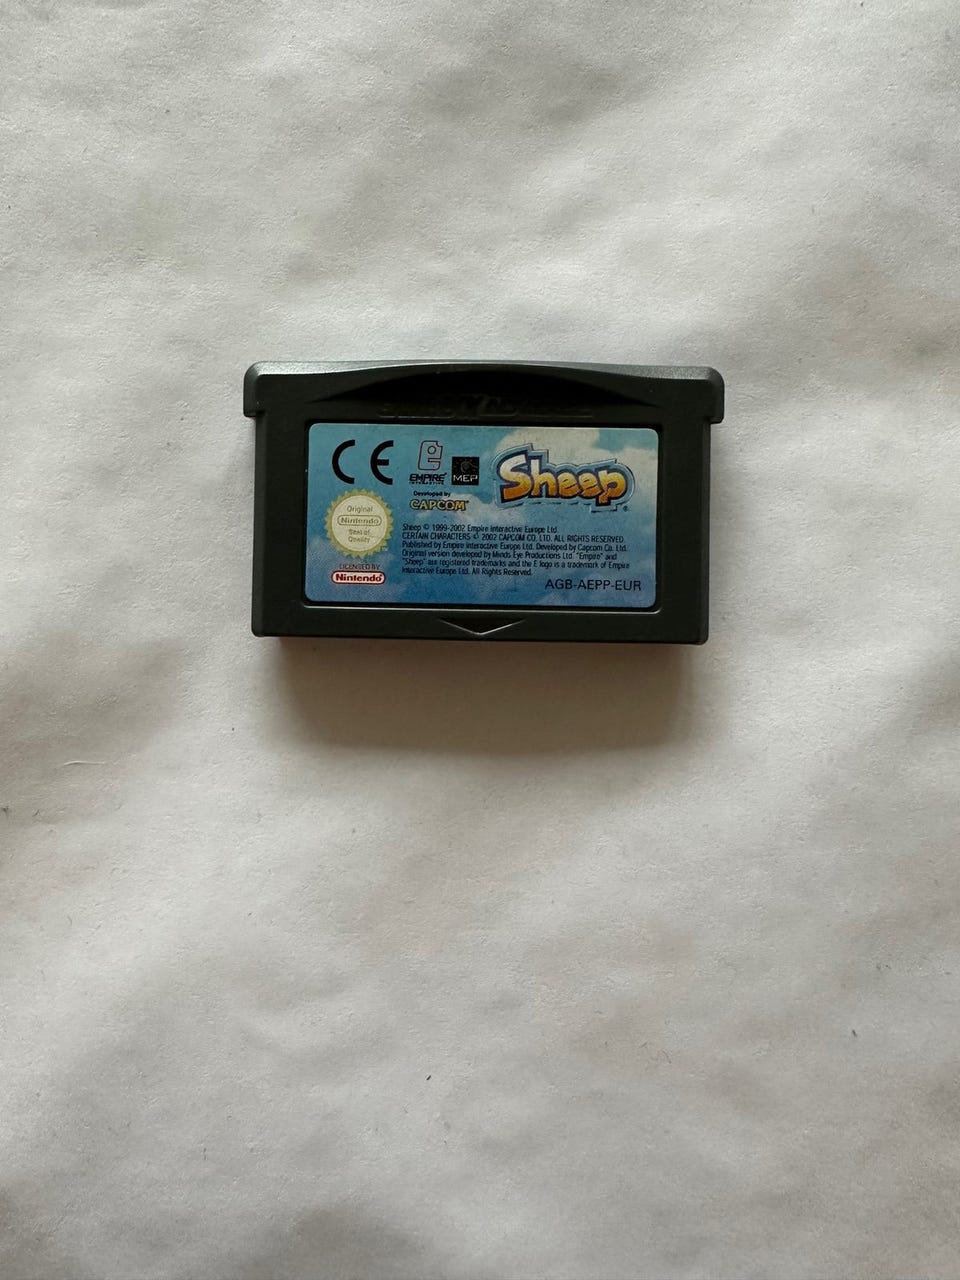 CE
EMPIRE
INTERACTIVE
MEP
Sheep®
Developed by
CAPCOM
Original
Nintendo
Seal of
Quality
LICENSED BY
Nintendo
Sheep © 1999-2002 Empire Interactive Europe Ltd.
CERTAIN CHARACTERS © 2002 CAPCOM CO, LTD. ALL RIGHTS RESERVED.
Published by Empire Interactive Europe Ltd. Developed by Capcom Co. Ltd.
Original version developed by Minds Eye Productions Ltd. "Empire" and
"Sheep" are registered trademarks and the E logo is a trademark of Empire
Interactive Europe Ltd. All Rights Reserved.
AGB-AEPP-EUR